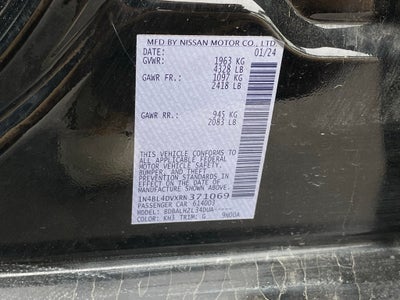 MFD BY NISSAN MOTOR CO., LTD.
DATE: 01/24
GVWR: 1963 KG
4328 LB
GAWR FR.: 1097 KG
2418 LB
GAWR RR.: 945 KG
2083 LB
THIS VEHICLE CONFORMS TO
ALL APPLICABLE FEDERAL
MOTOR VEHICLE SAFETY,
BUMPER, AND THEFT
PREVENTION STANDARDS IN
EFFECT ON THE DATE OF
MANUFACTURE SHOWN ABOVE.
1N4BL4DVXRN371069
PASSENGER CAR 614003
MODEL: BDBALHZL34DUA
COLOR: KH3 TRIM: G 9N00A